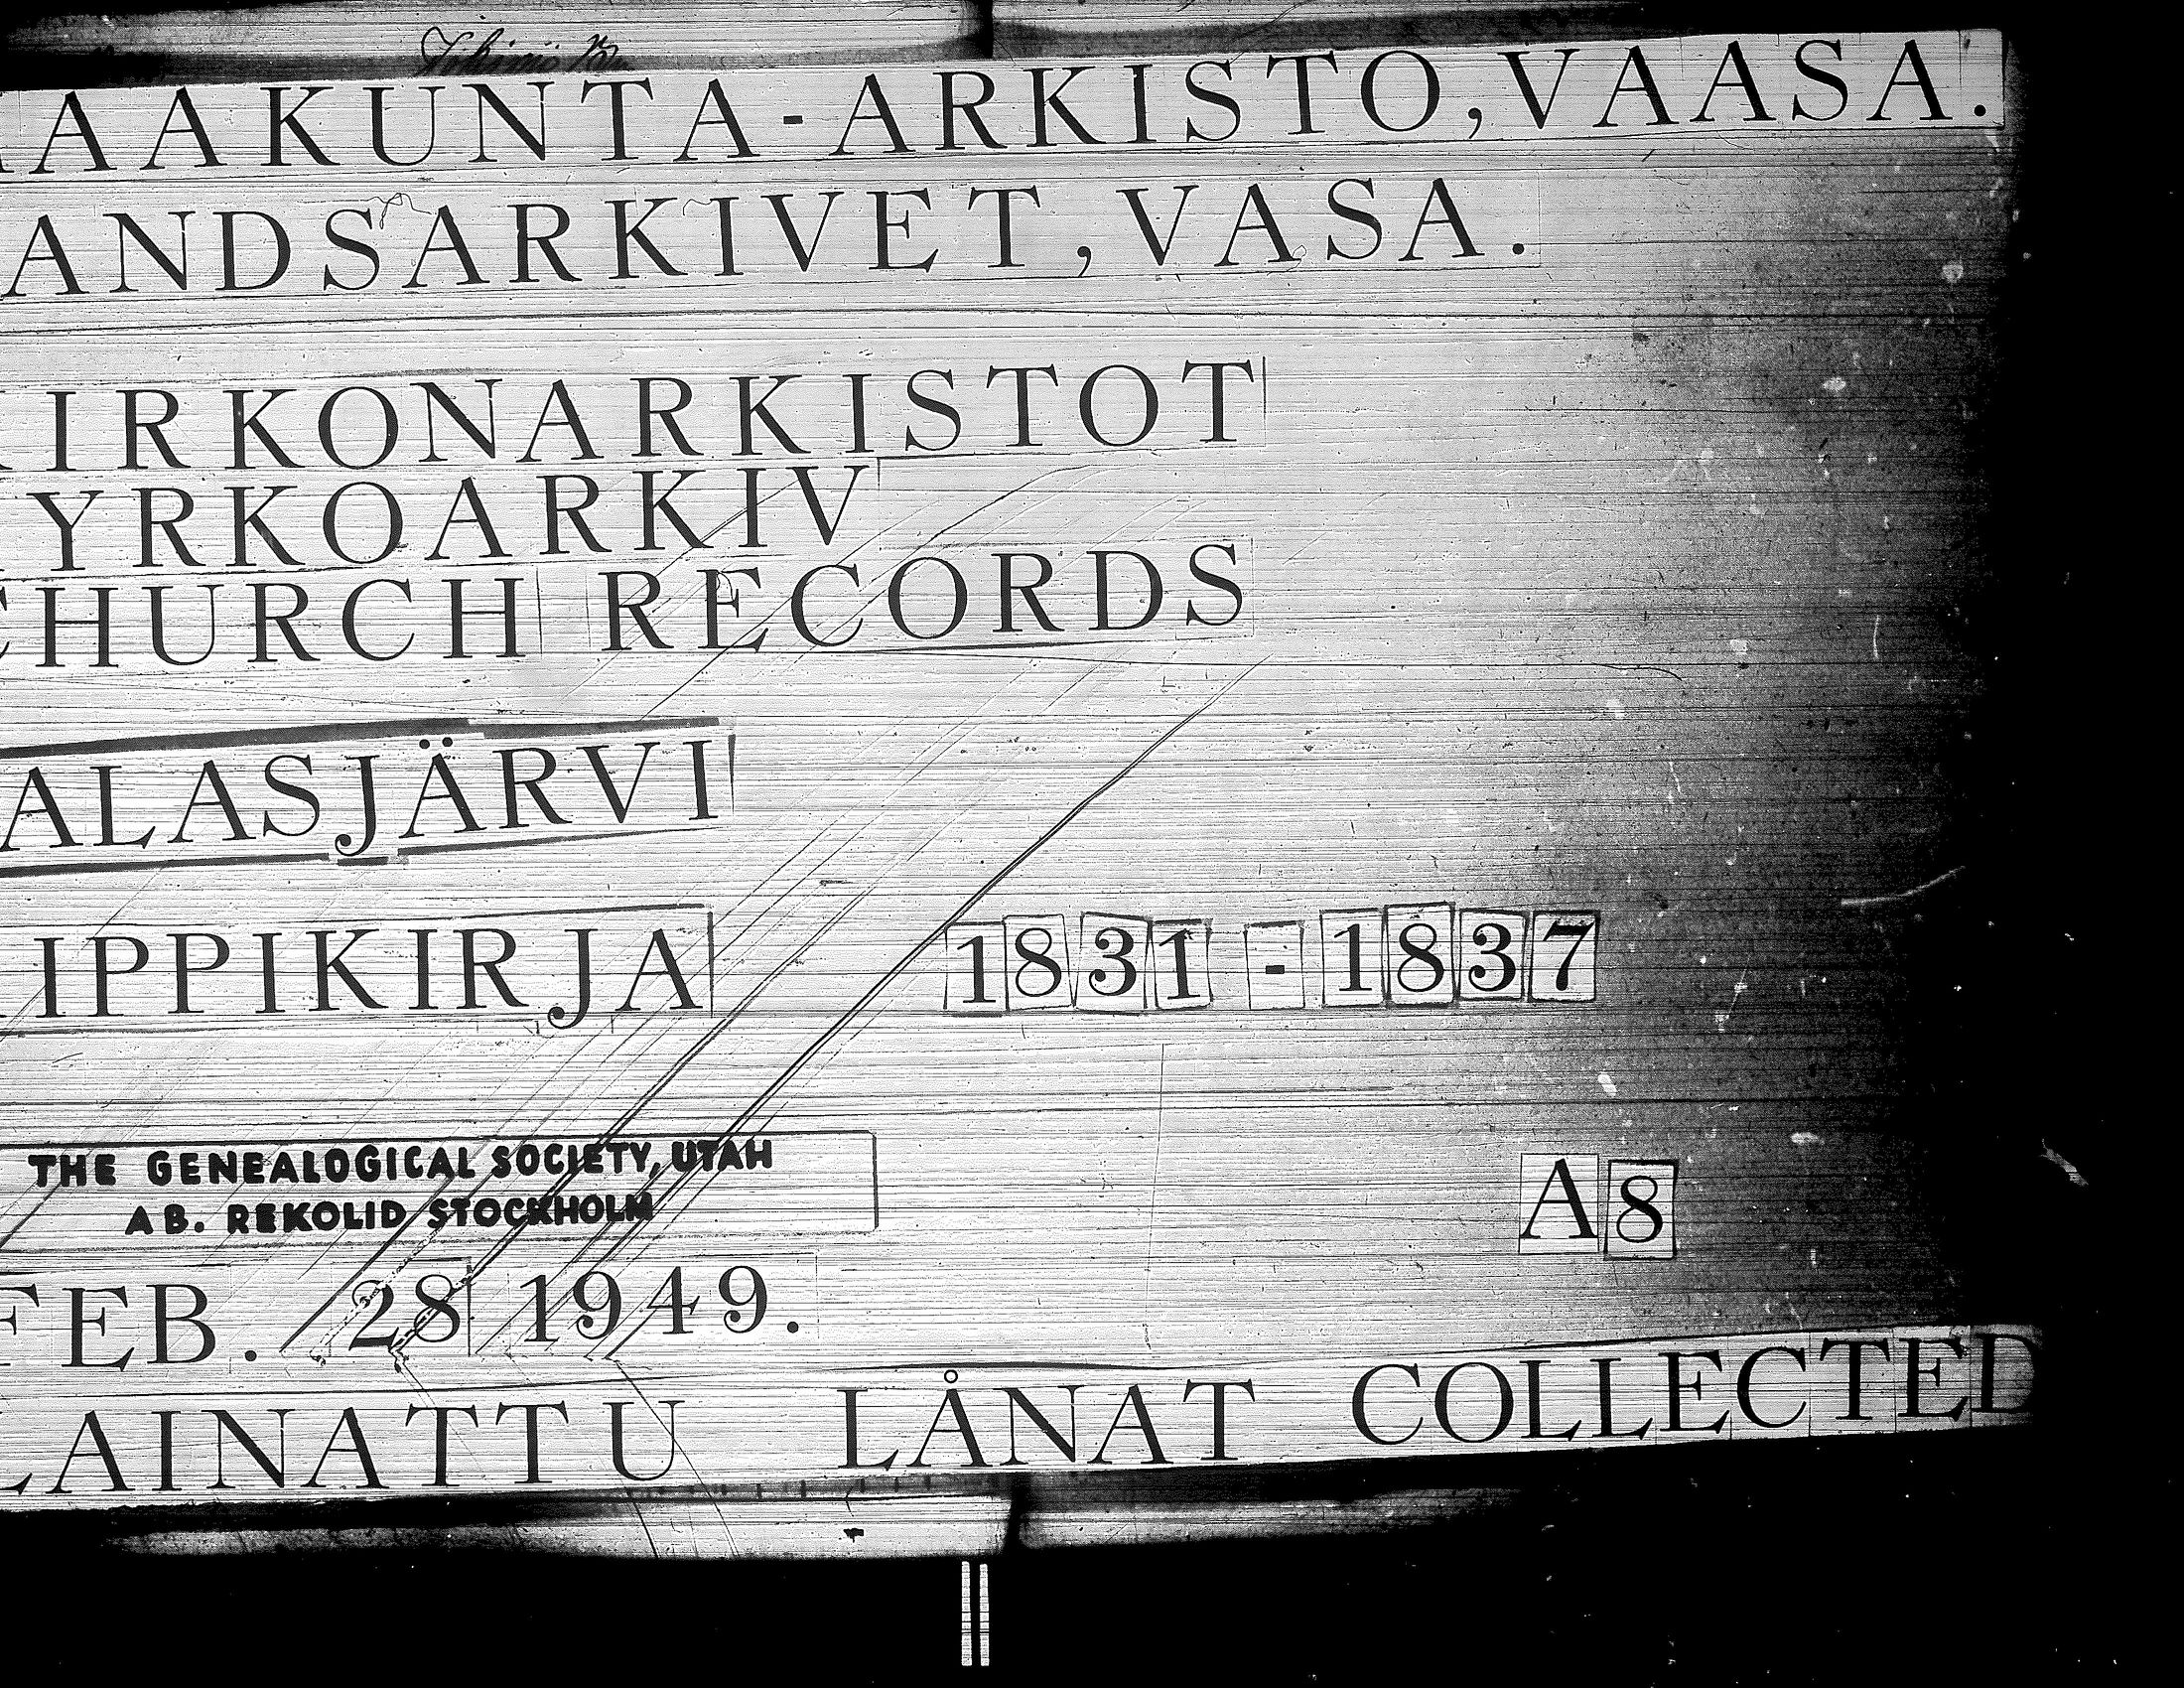 AAKUNTA-ARKISTO, VAASA.
ANDSARKIVET, VASA.
IRKONARKISTOT
YRKOARKIV
CHURCH RECORDS
ALASJÄRVI
IPPIKIRJA 1831 - 1837
THE GENEALOGICAL SOCIETY, UTAH
AB. REKOLID STOCKHOLM
A8
FEB. 28 1949.
LAINATTU LÅNAT COLLECTED